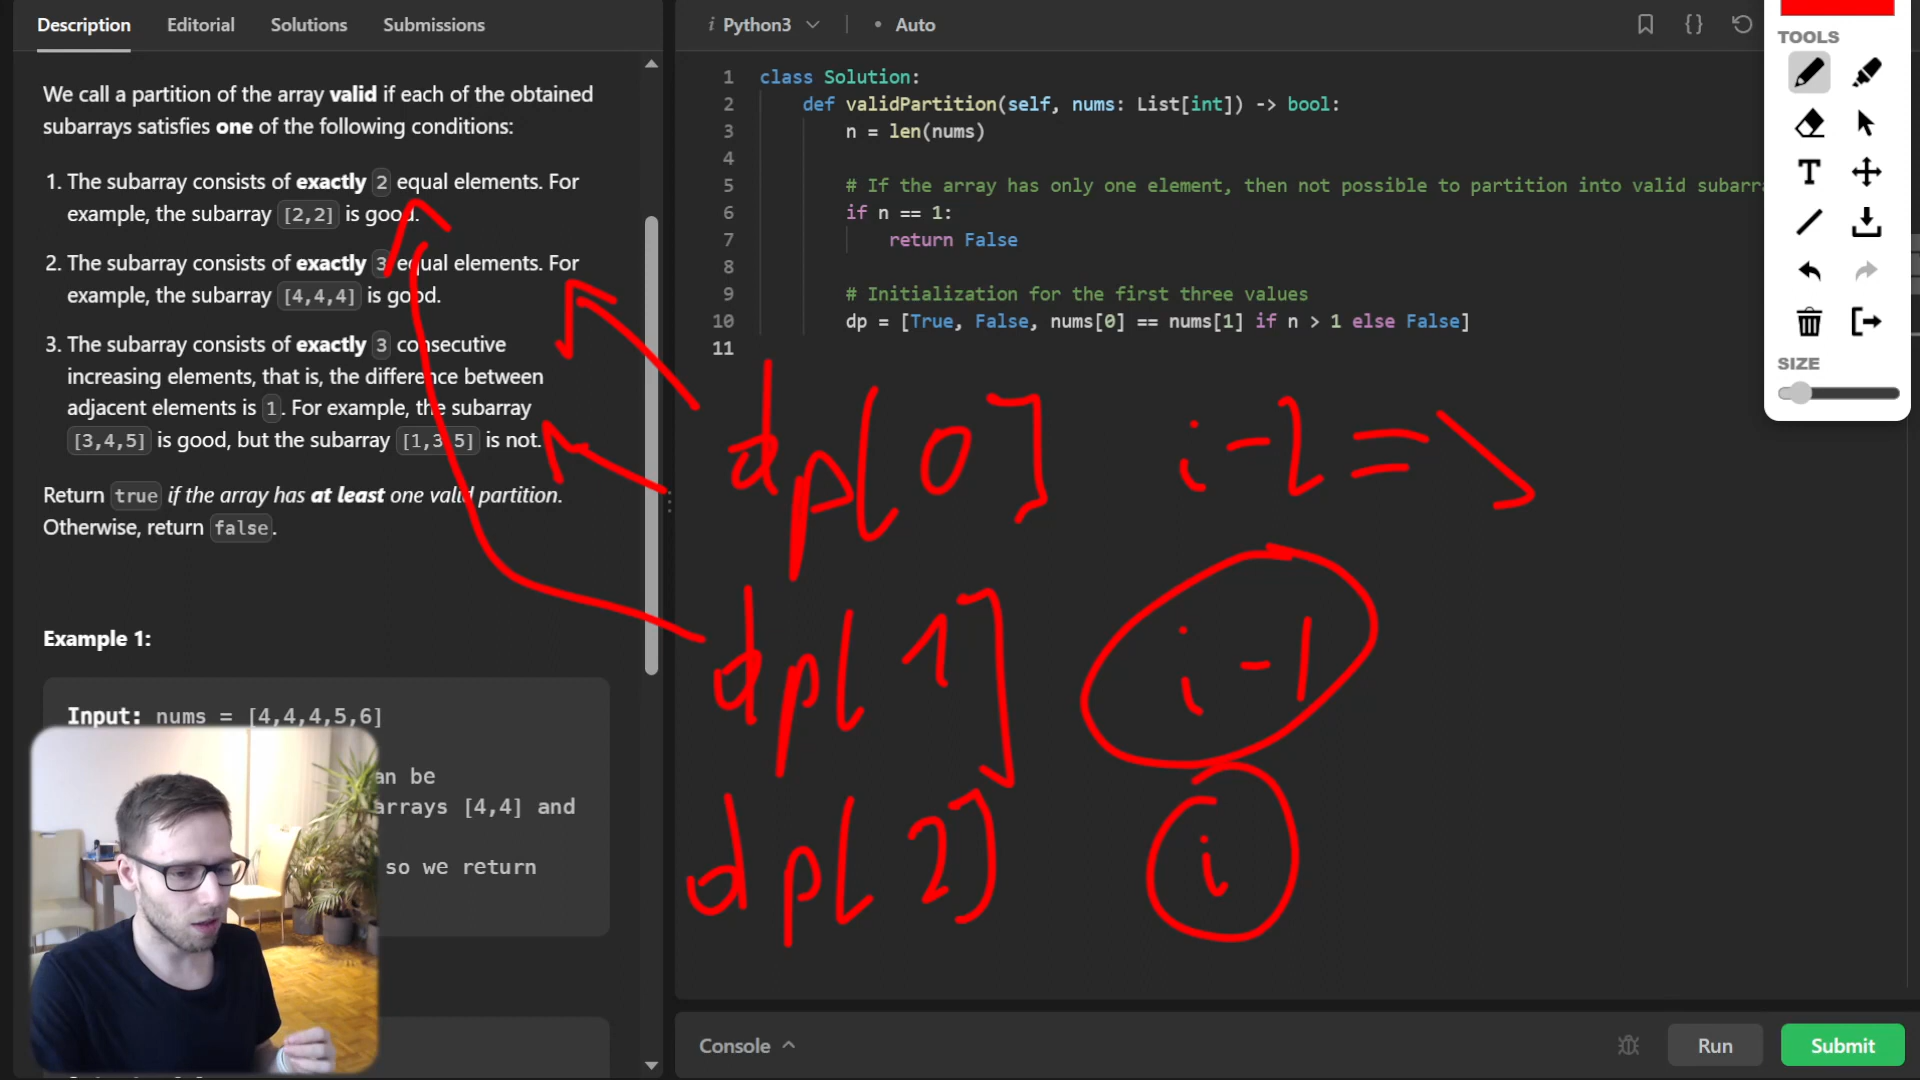 Description Editorial Solutions Submissions
We call a partition of the array valid if each of the obtained
subarrays satisfies one of the following conditions:
1. The subarray consists of exactly 2 equal elements. For
example, the subarray [2,2] is good.
2. The subarray consists of exactly 3 equal elements. For
example, the subarray [4,4,4] is good.
3. The subarray consists of exactly 3 consecutive
increasing elements, that is, the difference between
adjacent elements is 1. For example, the subarray
[3,4,5] is good, but the subarray [1,3,5] is not.
Return true if the array has at least one valid partition.
Otherwise, return false.
Example 1:
Input: nums = [4,4,4,5,6]
an be
arrays [4,4] and
so we return
i Python3 • Auto
1 class Solution:
2 def validPartition(self, nums: List[int]) -> bool:
3 n = len(nums)
4
5 # If the array has only one element, then not possible to partition into valid subarra
6 if n == 1:
7 return False
8
9 # Initialization for the first three values
10 dp = [True, False, nums[0] == nums[1] if n > 1 else False]
11
dp[0] i-2 =>
dp[1] i-1
dp[2] i
Console Run Submit
TOOLS
T
SIZE